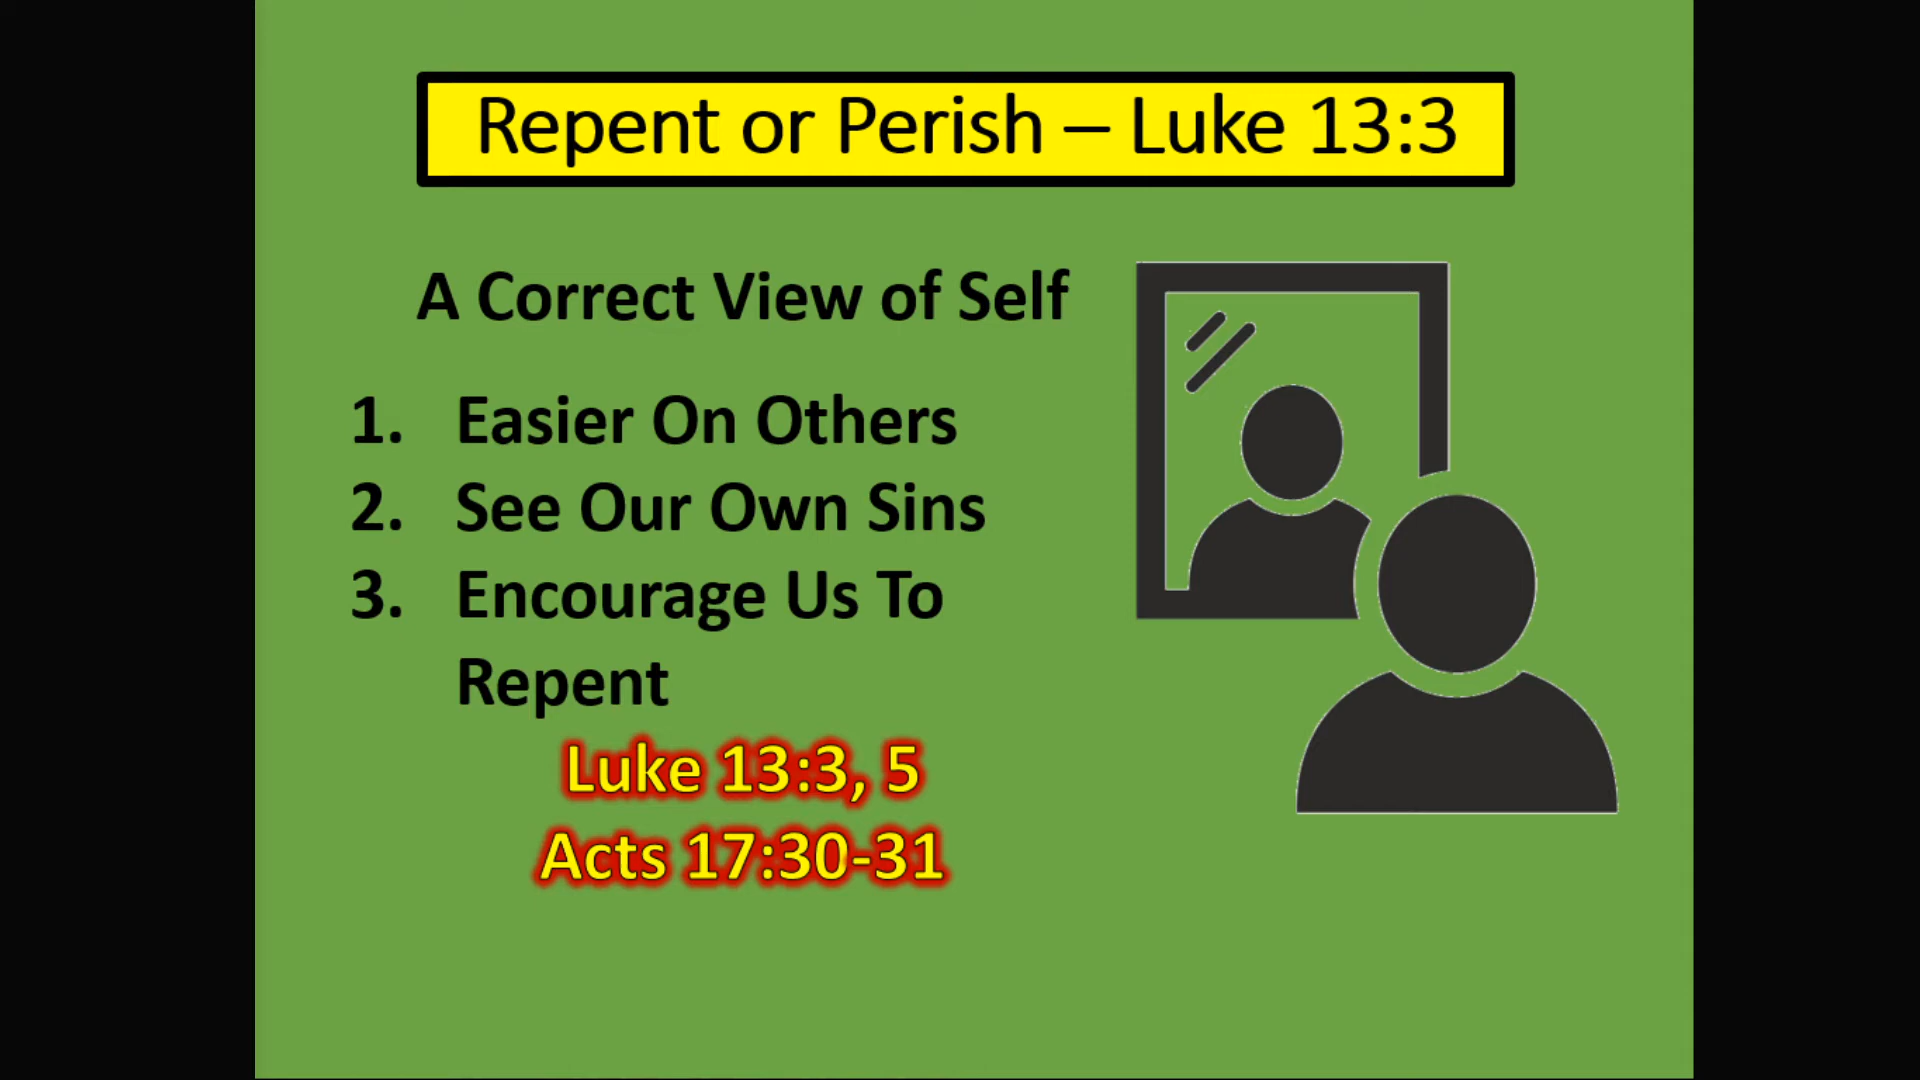 Repent or Perish – Luke 13:3
A Correct View of Self
1. Easier On Others
2. See Our Own Sins
3. Encourage Us To
Repent
Luke 13:3, 5
Acts 17:30-31